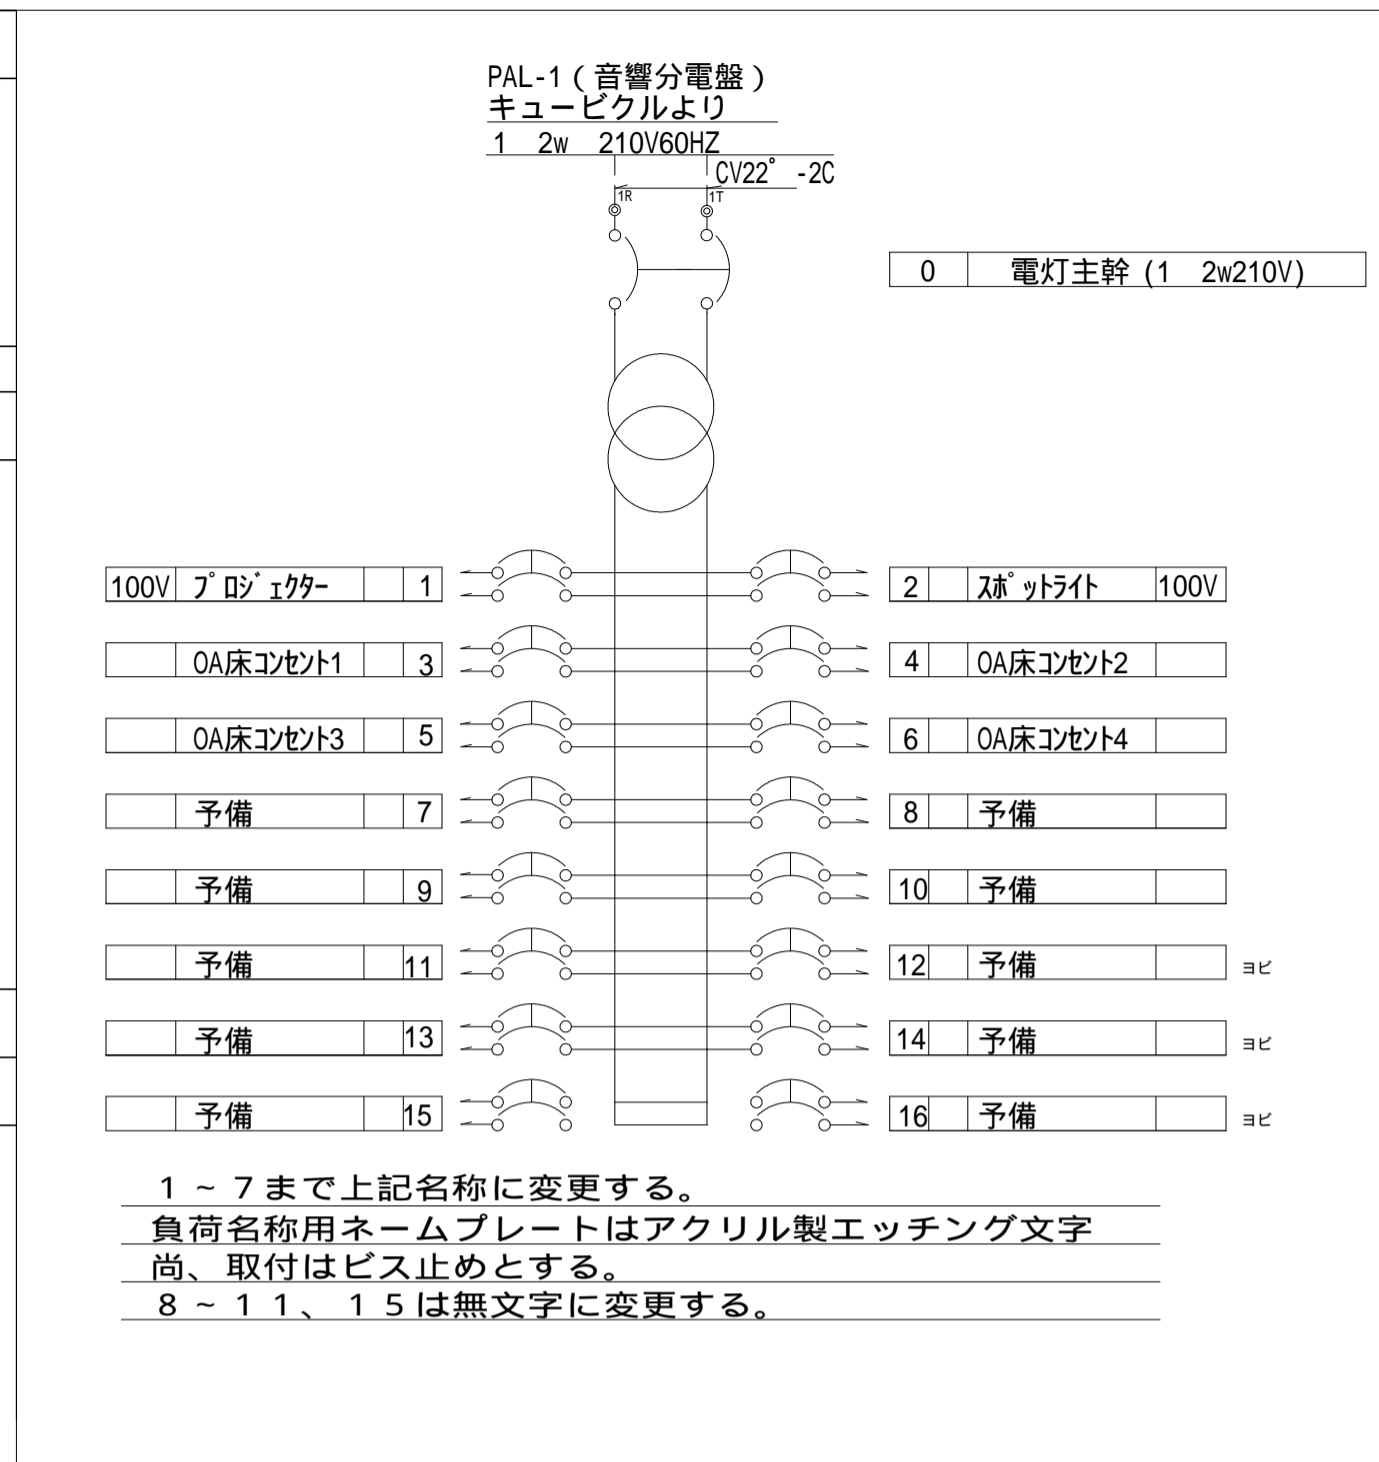 PAL-1（音響分電盤）
キュービクルより
1 2w 210V60HZ
CV22° -2C
1R 1T
0 電灯主幹 (1 2w210V)
100V プロジェクター 1 2 スポットライト 100V
OA床コンセント1 3 4 OA床コンセント2
OA床コンセント3 5 6 OA床コンセント4
予備 7 8 予備
予備 9 10 予備
予備 11 12 予備 ヨビ
予備 13 14 予備 ヨビ
予備 15 16 予備 ヨビ
１～７まで上記名称に変更する。
負荷名称用ネームプレートはアクリル製エッチング文字
尚、取付はビス止めとする。
８～１１、１５は無文字に変更する。